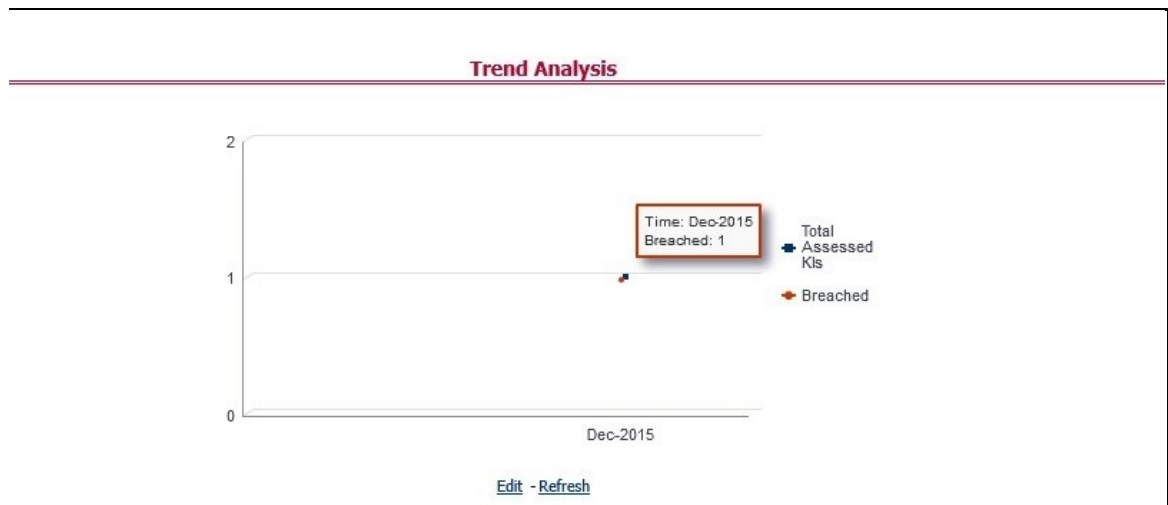 Trend Analysis
2
Time: Dec-2015
Breached: 1
Total
Assessed
KIs
1
Breached
0
Dec-2015
Edit - Refresh